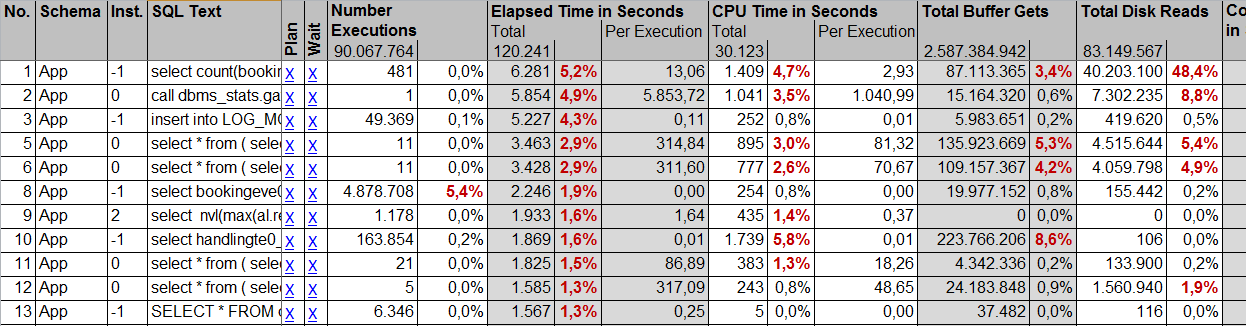 No. Schema Inst. SQL Text Plan Wait Number Executions Elapsed Time in Seconds CPU Time in Seconds Total Buffer Gets Total Disk Reads Co
Total Per Execution Total Per Execution in
90.067.764 120.241 30.123 2.587.384.942 83.149.567
1 App -1 select count(bookin X X 481 0,0% 6.281 5,2% 13,06 1.409 4,7% 2,93 87.113.365 3,4% 40.203.100 48,4%
2 App 0 call dbms_stats.ga X X 1 0,0% 5.854 4,9% 5.853,72 1.041 3,5% 1.040,99 15.164.320 0,6% 7.302.235 8,8%
3 App -1 insert into LOG_MO X X 49.369 0,1% 5.227 4,3% 0,11 252 0,8% 0,01 5.983.651 0,2% 419.620 0,5%
5 App 0 select * from ( sele X X 11 0,0% 3.463 2,9% 314,84 895 3,0% 81,32 135.923.669 5,3% 4.515.644 5,4%
6 App 0 select * from ( sele X X 11 0,0% 3.428 2,9% 311,60 777 2,6% 70,67 109.157.367 4,2% 4.059.798 4,9%
8 App -1 select bookingeve0 X X 4.878.708 5,4% 2.246 1,9% 0,00 254 0,8% 0,00 19.977.152 0,8% 155.442 0,2%
9 App 2 select nvl(max(al.re X X 1.178 0,0% 1.933 1,6% 1,64 435 1,4% 0,37 0 0,0% 0 0,0%
10 App -1 select handlingte0_ X X 163.854 0,2% 1.869 1,6% 0,01 1.739 5,8% 0,01 223.766.206 8,6% 106 0,0%
11 App 0 select * from ( sele X X 21 0,0% 1.825 1,5% 86,89 383 1,3% 18,26 4.342.336 0,2% 133.900 0,2%
12 App 0 select * from ( sele X X 5 0,0% 1.585 1,3% 317,09 243 0,8% 48,65 24.183.848 0,9% 1.560.940 1,9%
13 App -1 SELECT * FROM X X 6.346 0,0% 1.567 1,3% 0,25 5 0,0% 0,00 37.482 0,0% 116 0,0%